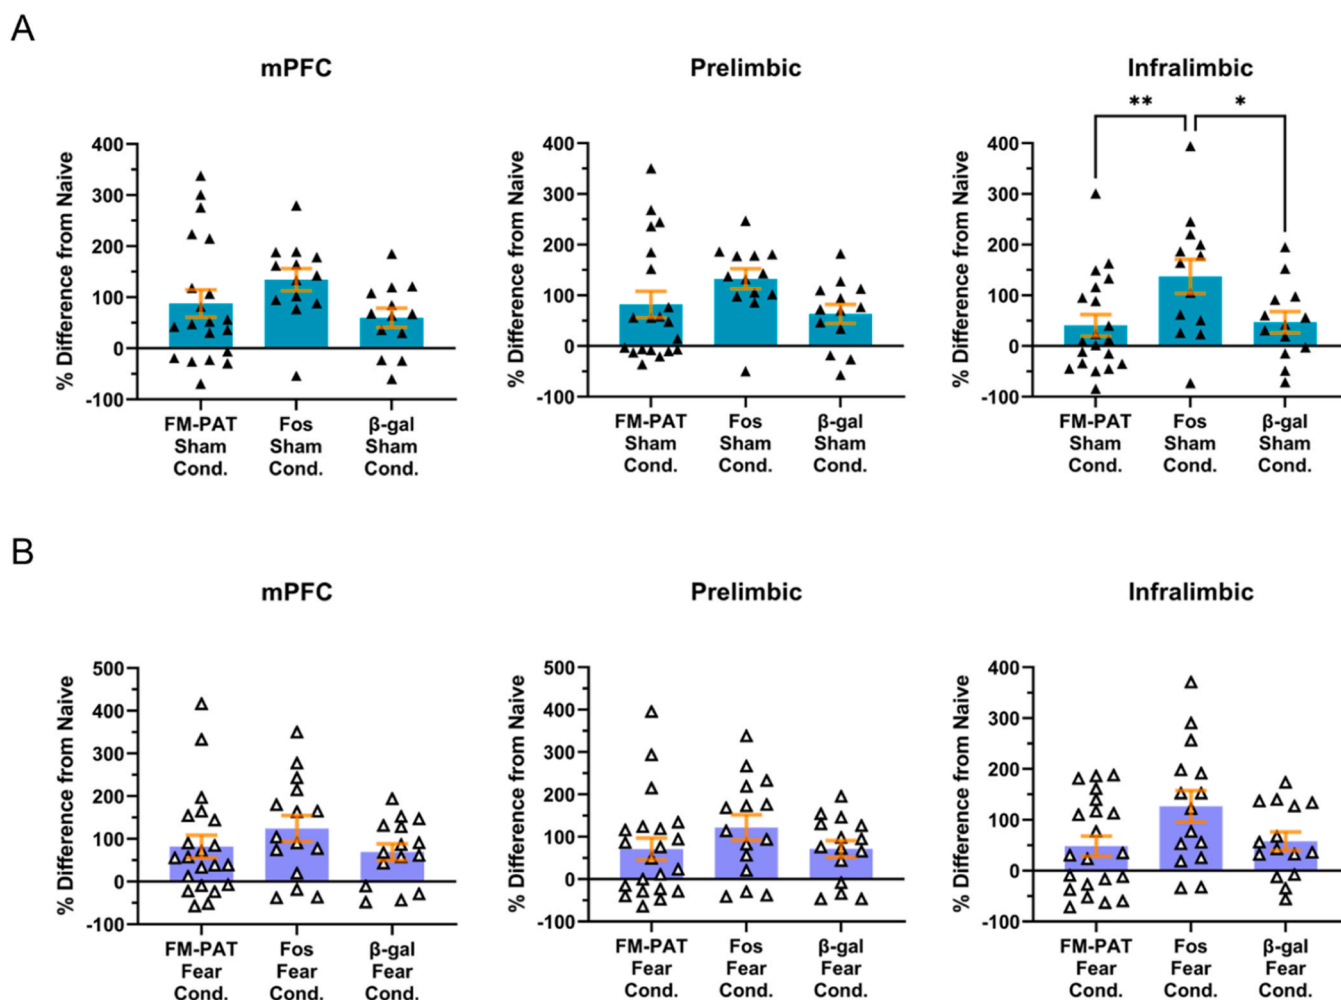 A
mPFC
Prelimbic
Infralimbic
** *
% Difference from Naive
400
300
200
100
0
-100
FM-PAT Fos β-gal
Sham Sham Sham
Cond. Cond. Cond.
% Difference from Naive
400
300
200
100
0
-100
FM-PAT Fos β-gal
Sham Sham Sham
Cond. Cond. Cond.
% Difference from Naive
400
300
200
100
0
-100
FM-PAT Fos β-gal
Sham Sham Sham
Cond. Cond. Cond.
B
mPFC
Prelimbic
Infralimbic
% Difference from Naive
500
400
300
200
100
0
-100
FM-PAT Fos β-gal
Fear Fear Fear
Cond. Cond. Cond.
% Difference from Naive
500
400
300
200
100
0
-100
FM-PAT Fos β-gal
Fear Fear Fear
Cond. Cond. Cond.
% Difference from Naive
400
300
200
100
0
-100
FM-PAT Fos β-gal
Fear Fear Fear
Cond. Cond. Cond.